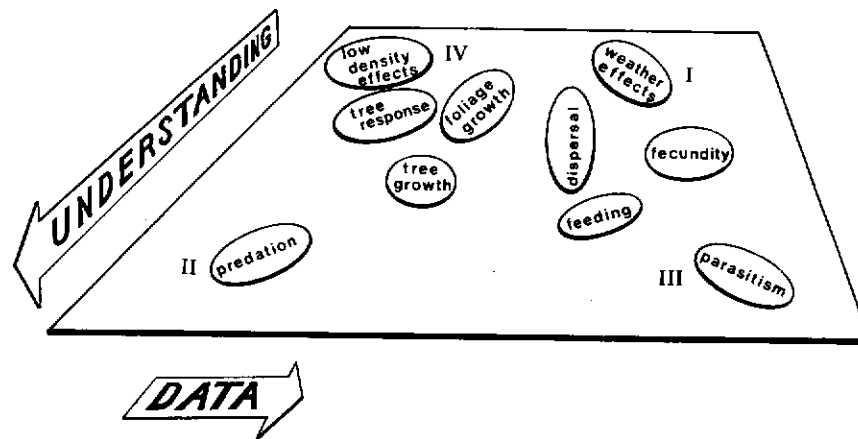 UNDERSTANDING
low
density
effects
IV
tree
response
foliage
growth
weather
effects
I
dispersal
fecundity
tree
growth
feeding
II
predation
III
parasitism
DATA